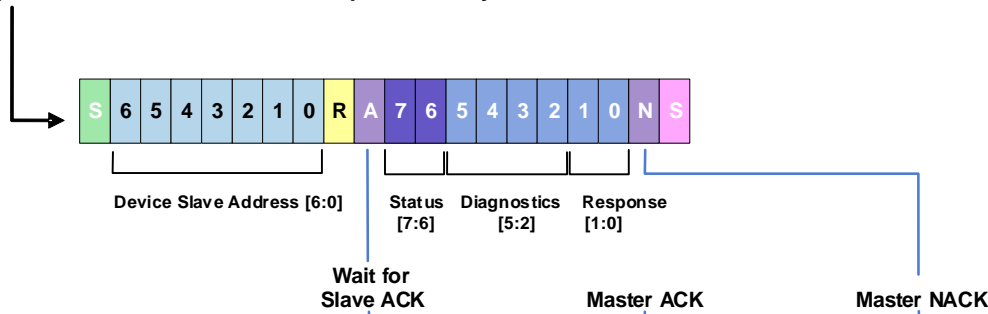 S 6 5 4 3 2 1 0 R A 7 6 5 4 3 2 1 0 N S
Device Slave Address [6:0]
Status
[7:6]
Diagnostics
[5:2]
Response
[1:0]
Wait for
Slave ACK
Master ACK
Master NACK